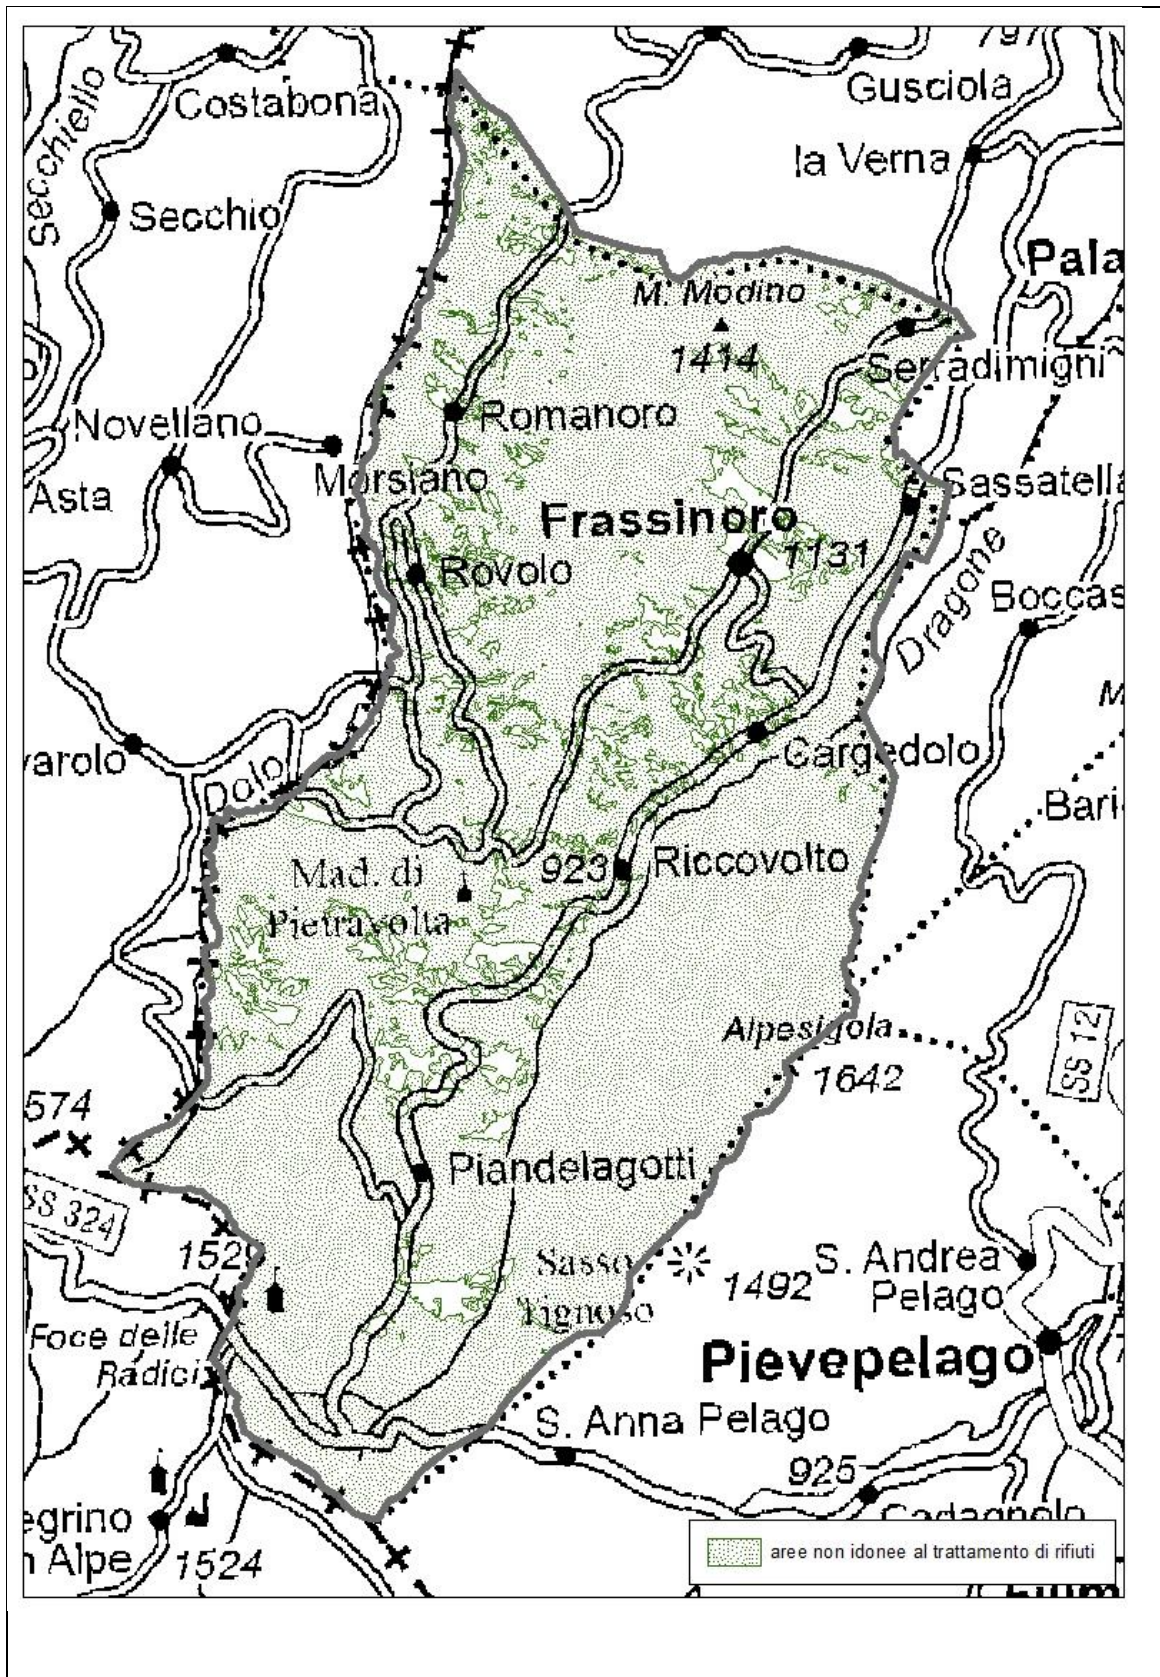 797
Gusciola
Costabona
Secchiello
la Verna
Secchio
Pala
M. Modino
1414
Serradimigni
Romanoro
Novellano
Morsiano
Asta
Sassatella
Frassinoro
1131
Rovolo
Dragone
Boccas
M
Cargedolo
varolo
Dolo
Bari
923
Riccovolto
Mad. di
Pietravolta
Alpesigola
1642
SS 12
574
Piandelagotti
SS 324
1529
Sasso
Tignoso
1492
S. Andrea
Pelago
Foce delle
Radici
Pievepelago
S. Anna Pelago
925
Cadagnolo
egrino
n Alpe
1524
aree non idonee al trattamento di rifiuti